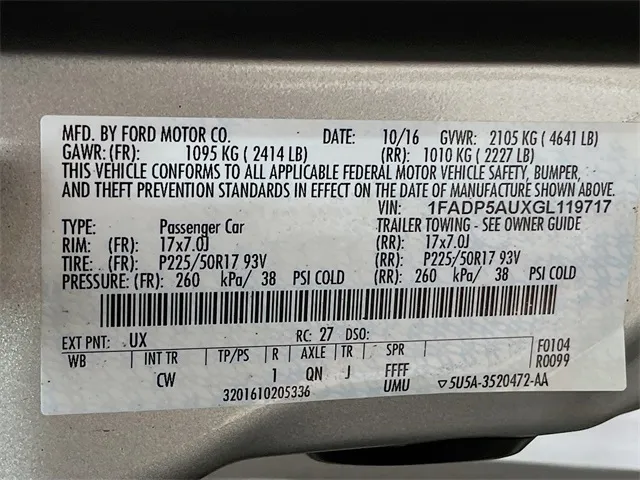 MFD. BY FORD MOTOR CO. DATE: 10/16 GVWR: 2105 KG ( 4641 LB)
GAWR: (FR): 1095 KG ( 2414 LB) (RR): 1010 KG ( 2227 LB)
THIS VEHICLE CONFORMS TO ALL APPLICABLE FEDERAL MOTOR VEHICLE SAFETY, BUMPER,
AND THEFT PREVENTION STANDARDS IN EFFECT ON THE DATE OF MANUFACTURE SHOWN ABOVE.
VIN: 1FADP5AUXGL119717
TYPE: Passenger Car TRAILER TOWING - SEE OWNER GUIDE
RIM: (FR): 17x7.0J (RR): 17x7.0J
TIRE: (FR): P225/50R17 93V (RR): P225/50R17 93V
PRESSURE: (FR): 260 kPa/ 38 PSI COLD (RR): 260 kPa/ 38 PSI COLD
EXT PNT: UX RC: 27 DSO:
WB INT TR TP/PS R AXLE TR SPR F0104
R0099
CW 1 QN J FFFF
UMU
3201610205336
▽5U5A-3520472-AA